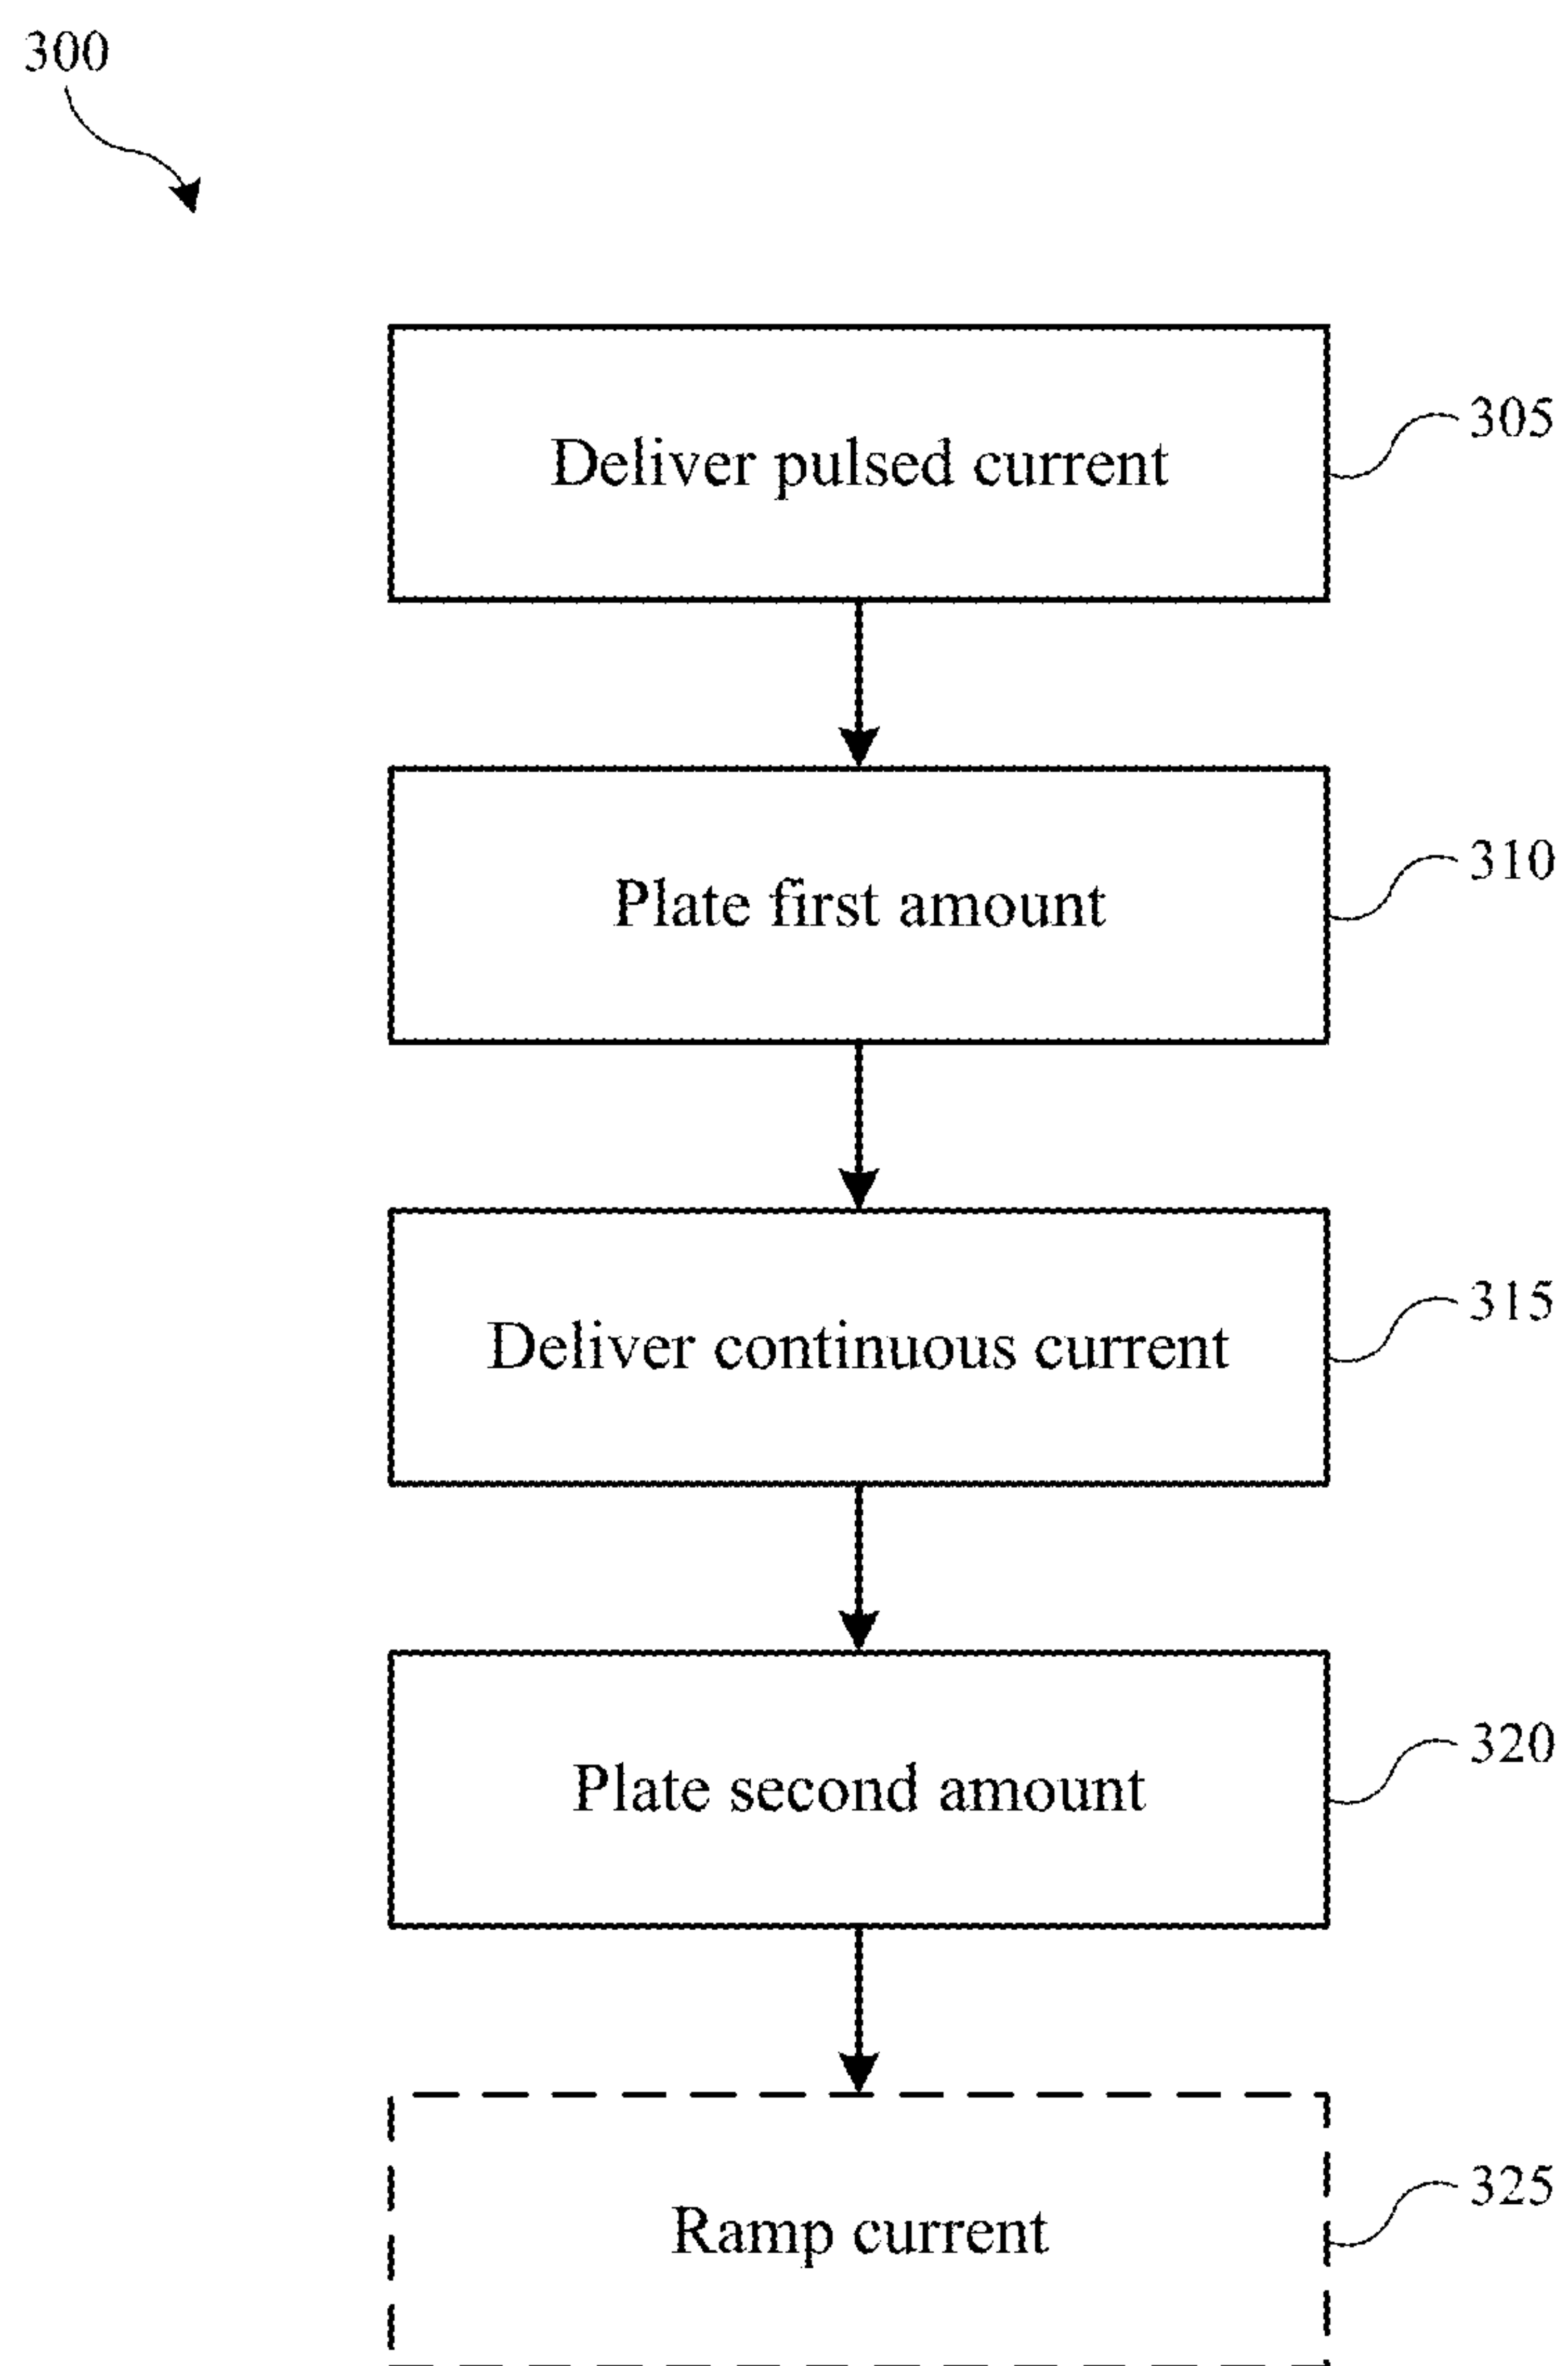 300
Deliver pulsed current
305
Plate first amount
310
Deliver continuous current
315
Plate second amount
320
Ramp current
325